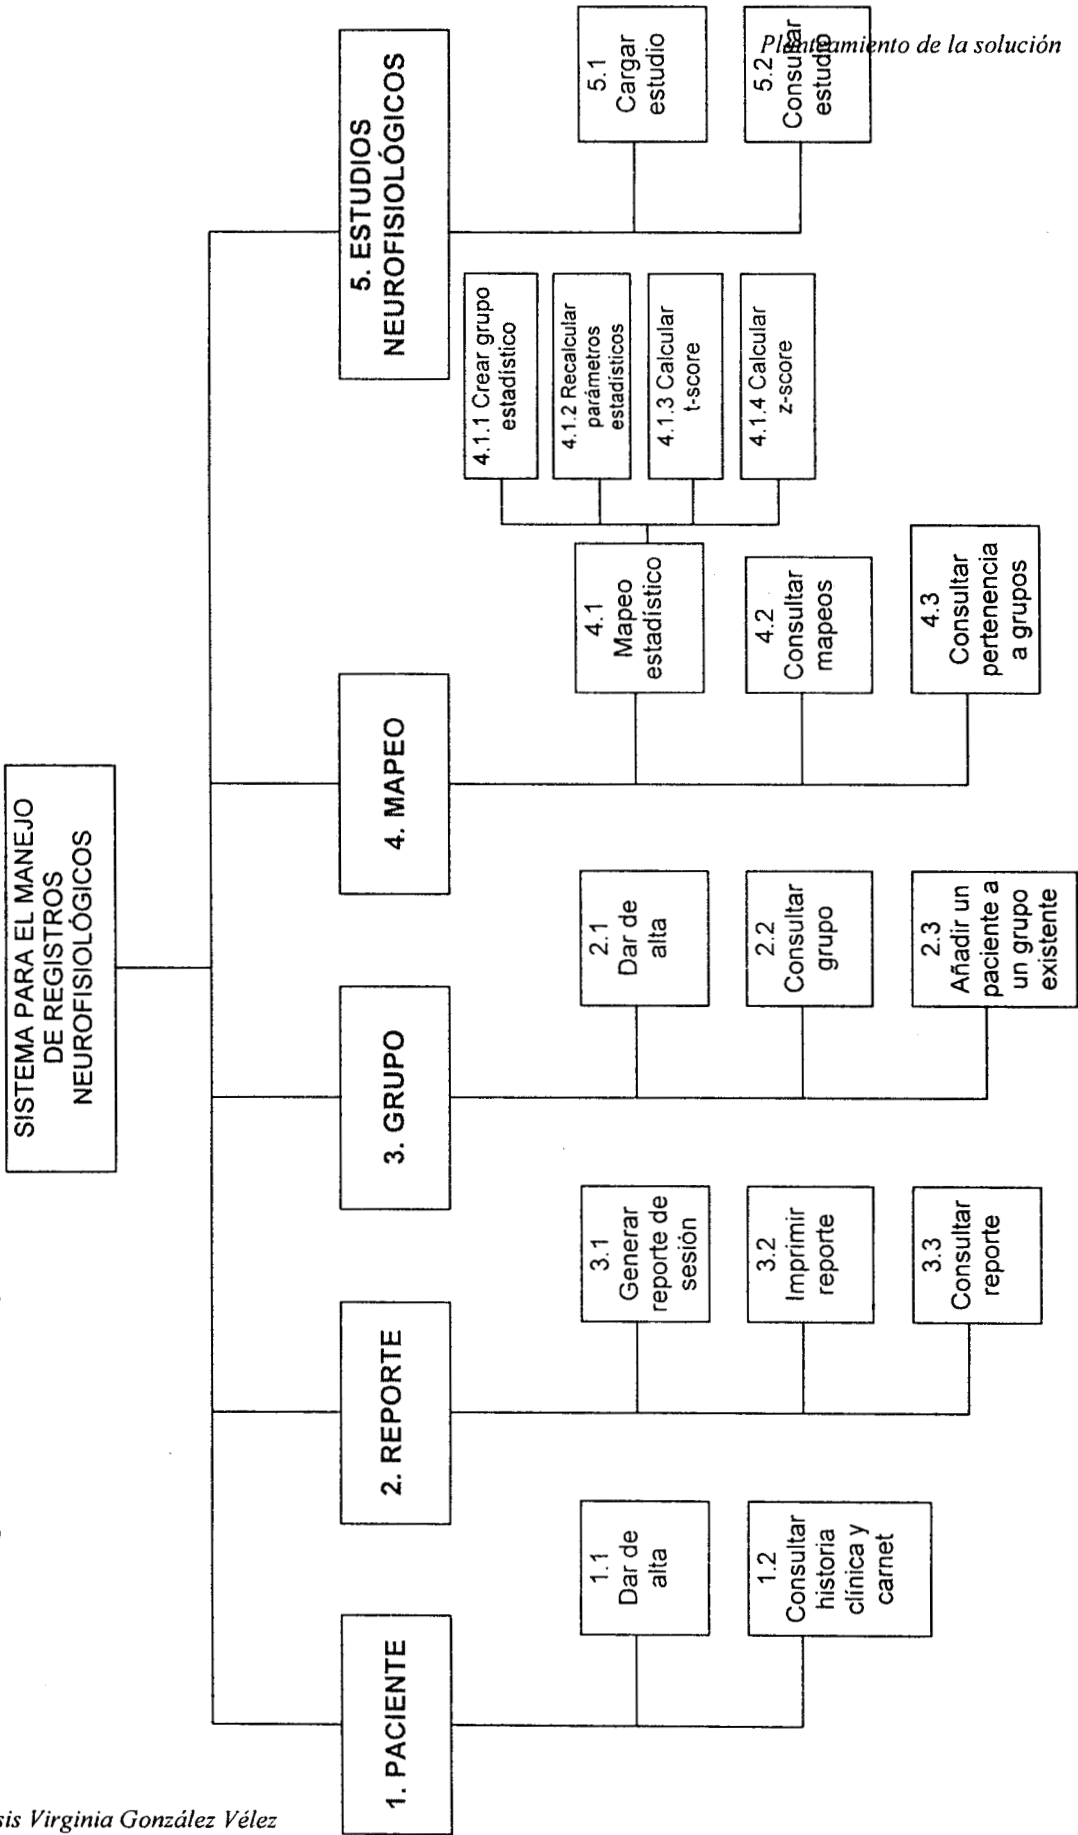 Planteamiento de la solución
SISTEMA PARA EL MANEJO
DE REGISTROS
NEUROFISIOLÓGICOS
1. PACIENTE
1.1
Dar de
alta
1.2
Consultar
historia
clínica y
carnet
2. REPORTE
3.1
Generar
reporte de
sesión
3.2
Imprimir
reporte
3.3
Consultar
reporte
3. GRUPO
2.1
Dar de
alta
2.2
Consultar
grupo
2.3
Añadir un
paciente a
un grupo
existente
4. MAPEO
4.1
Mapeo
estadístico
4.1.1 Crear grupo
estadístico
4.1.2 Recalcular
parámetros
estadísticos
4.1.3 Calcular
t-score
4.1.4 Calcular
z-score
4.2
Consultar
mapeos
4.3
Consultar
pertenencia
a grupos
5. ESTUDIOS
NEUROFISIOLÓGICOS
5.1
Cargar
estudio
5.2
Consultar
estudio
sis Virginia González Vélez